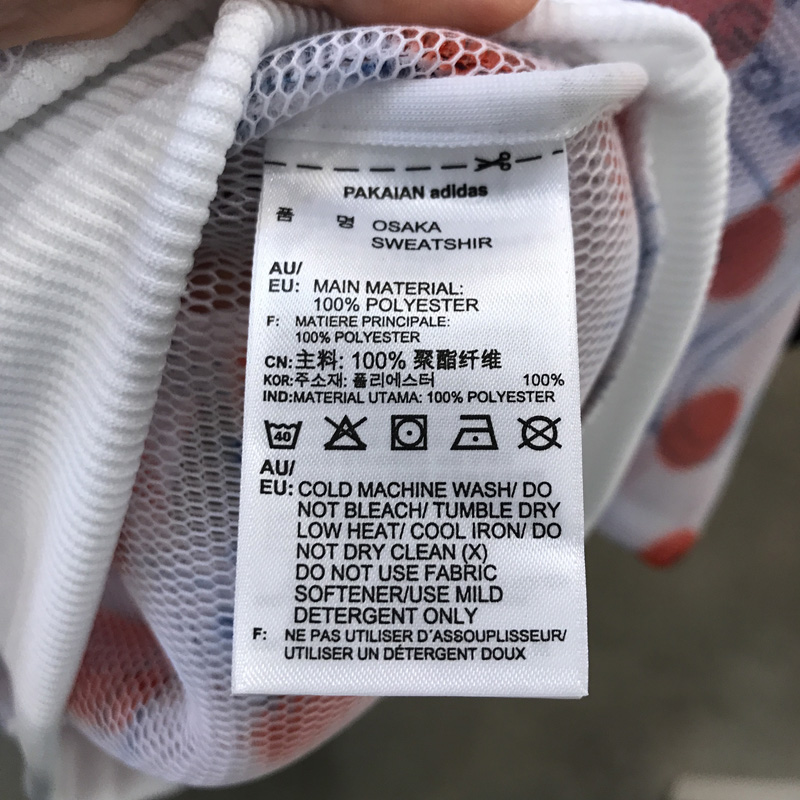 PAKAIAN adidas
품 명 OSAKA
SWEATSHIR
AU/
EU: MAIN MATERIAL:
100% POLYESTER
F: MATIERE PRINCIPALE:
100% POLYESTER
CN:主料: 100% 聚酯纤维
KOR:주소재: 폴리에스터 100%
IND:MATERIAL UTAMA: 100% POLYESTER
40
AU/
EU: COLD MACHINE WASH/ DO
NOT BLEACH/ TUMBLE DRY
LOW HEAT/ COOL IRON/ DO
NOT DRY CLEAN (X)
DO NOT USE FABRIC
SOFTENER/USE MILD
DETERGENT ONLY
F: NE PAS UTILISER D'ASSOUPLISSEUR/
UTILISER UN DÉTERGENT DOUX